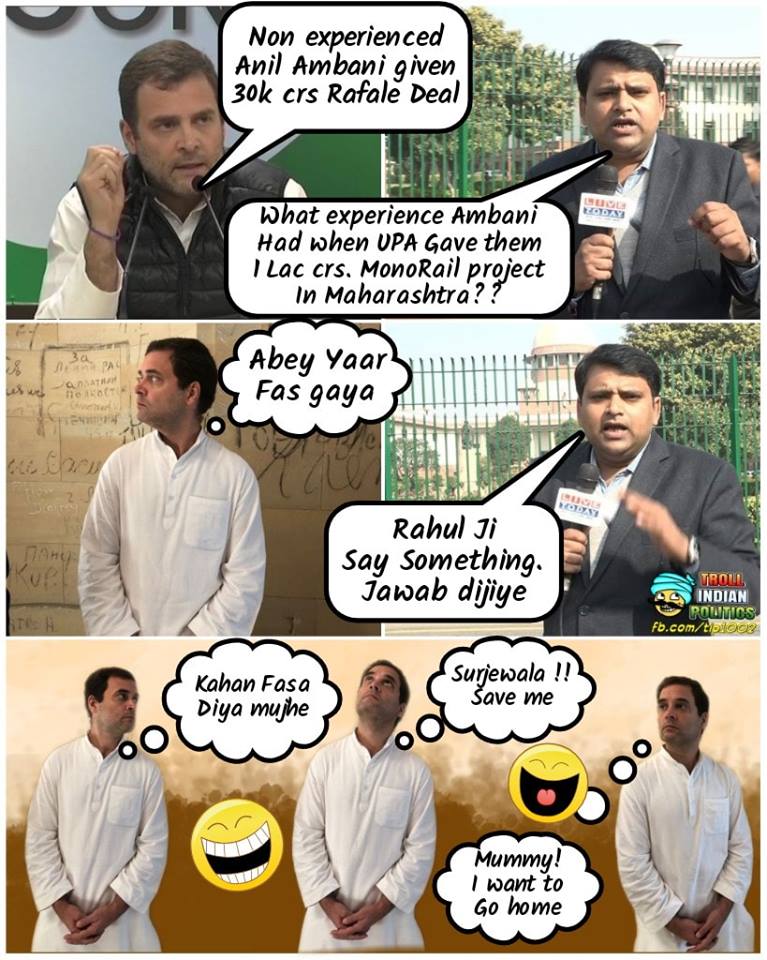 Non experienced
Anil Ambani given
30k crs Rafale Deal
LIVE
TODAY
What experience Ambani
Had when UPA Gave them
1 Lac crs. MonoRail project
In Maharashtra??
За
Abey Yaar
Fas gaya
LIVE
TODAY
Rahul Ji
Say Something.
Jawab dijiye
TROLL
INDIAN
POLITICS
fb.com/tip1002
Kahan Fasa
Diya mujhe
Surjewala !!
Save me
Mummy!
I want to
Go home